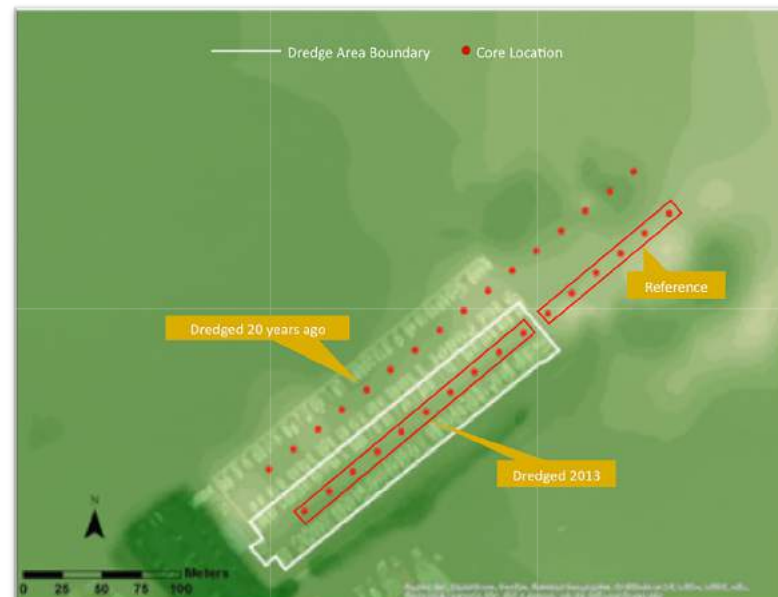 Dredge Area Boundary
Core Location
Reference
Dredged 20 years ago
Dredged 2013
N
Meters
0 25 50 75 100